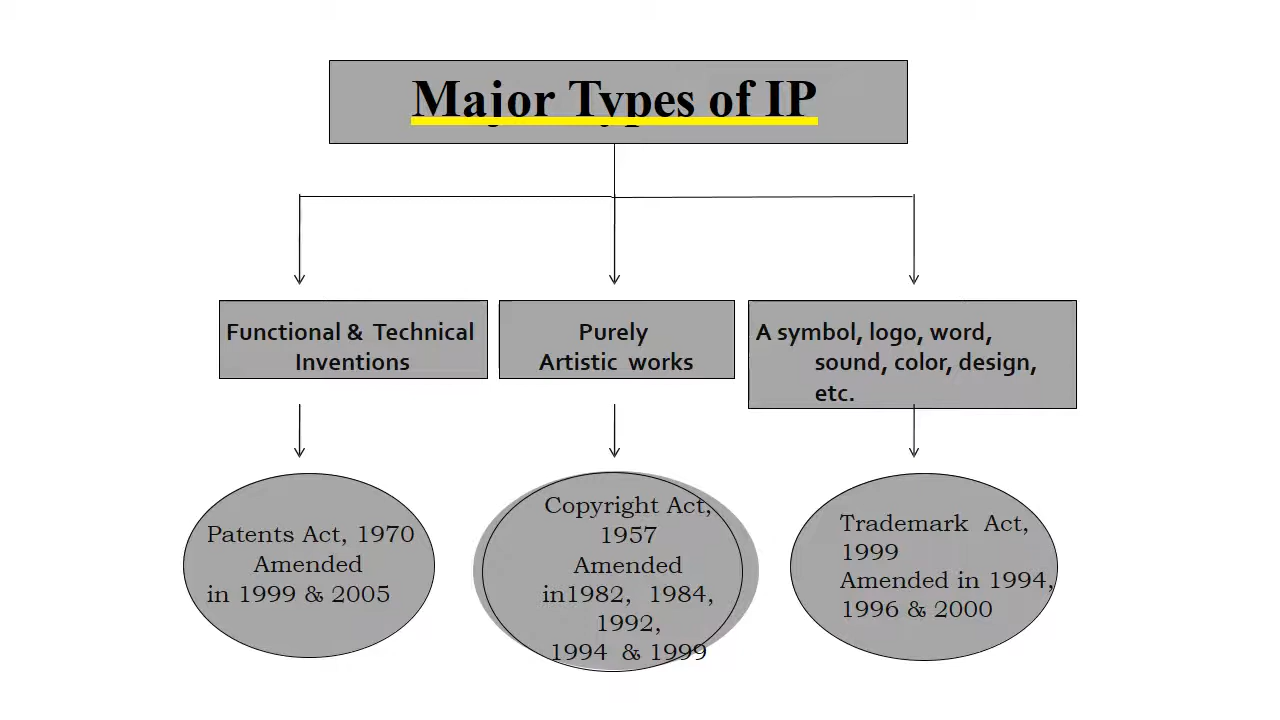 Major Types of IP
Functional & Technical
Inventions
Purely
Artistic works
A symbol, logo, word,
sound, color, design,
etc.
Patents Act, 1970
Amended
in 1999 & 2005
Copyright Act,
1957
Amended
in1982, 1984,
1992,
1994 & 1999
Trademark Act,
1999
Amended in 1994,
1996 & 2000